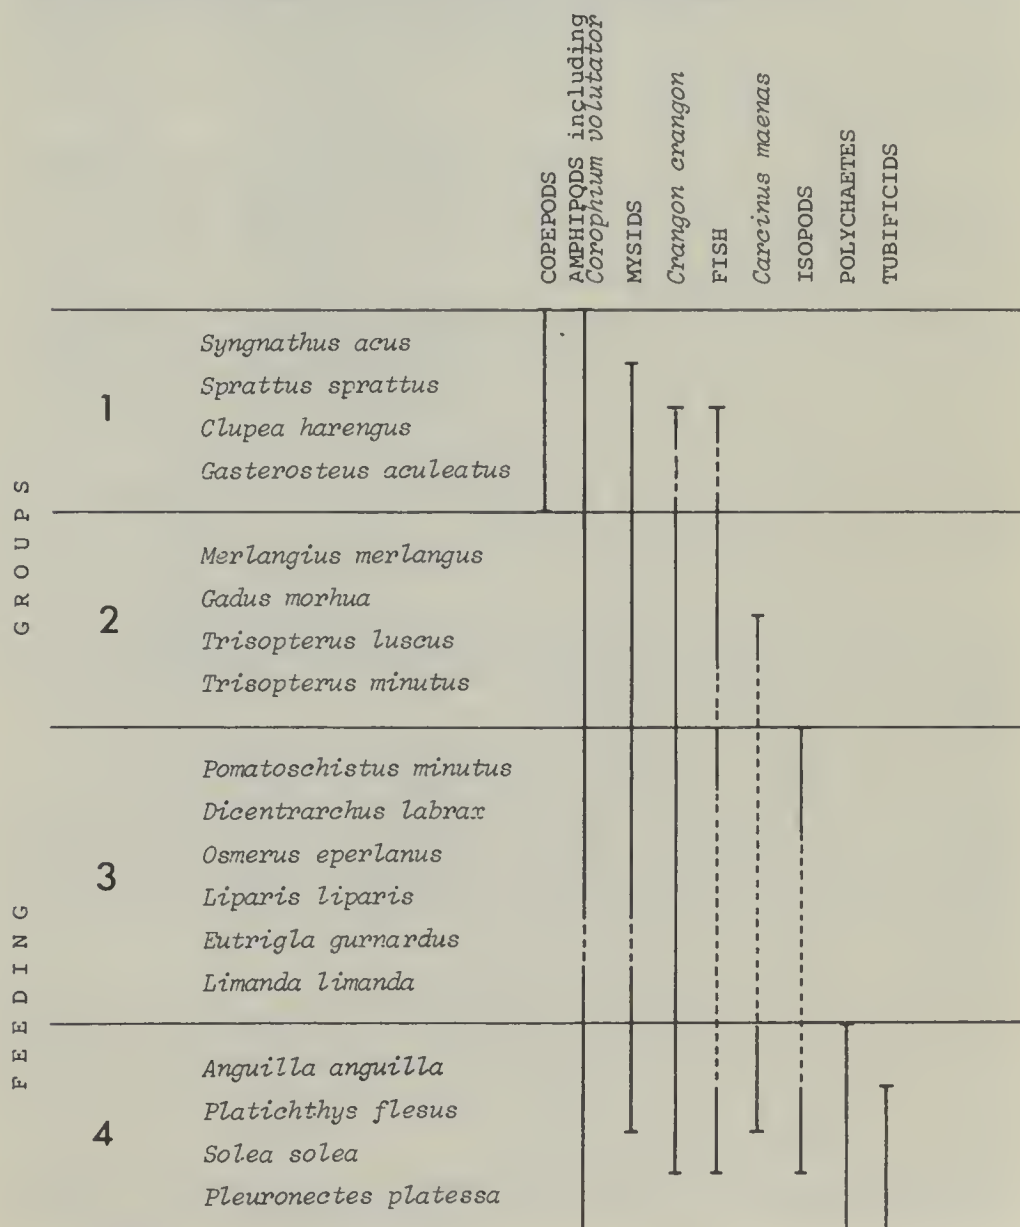 COPEPODS
AMPHIPODS including
Corophium volutator
MYSIDS
Crangon crangon
FISH
Carcinus maenas
ISOPODS
POLYCHAETES
TUBIFICIDS
FEEDING GROUPS
1
Syngnathus acus
Sprattus sprattus
Clupea harengus
Gasterosteus aculeatus
2
Merlangius merlangus
Gadus morhua
Trisopterus luscus
Trisopterus minutus
3
Pomatoschistus minutus
Dicentrarchus labrax
Osmerus eperlanus
Liparis liparis
Eutrigla gurnardus
Limanda limanda
4
Anguilla anguilla
Platichthys flesus
Solea solea
Pleuronectes platessa